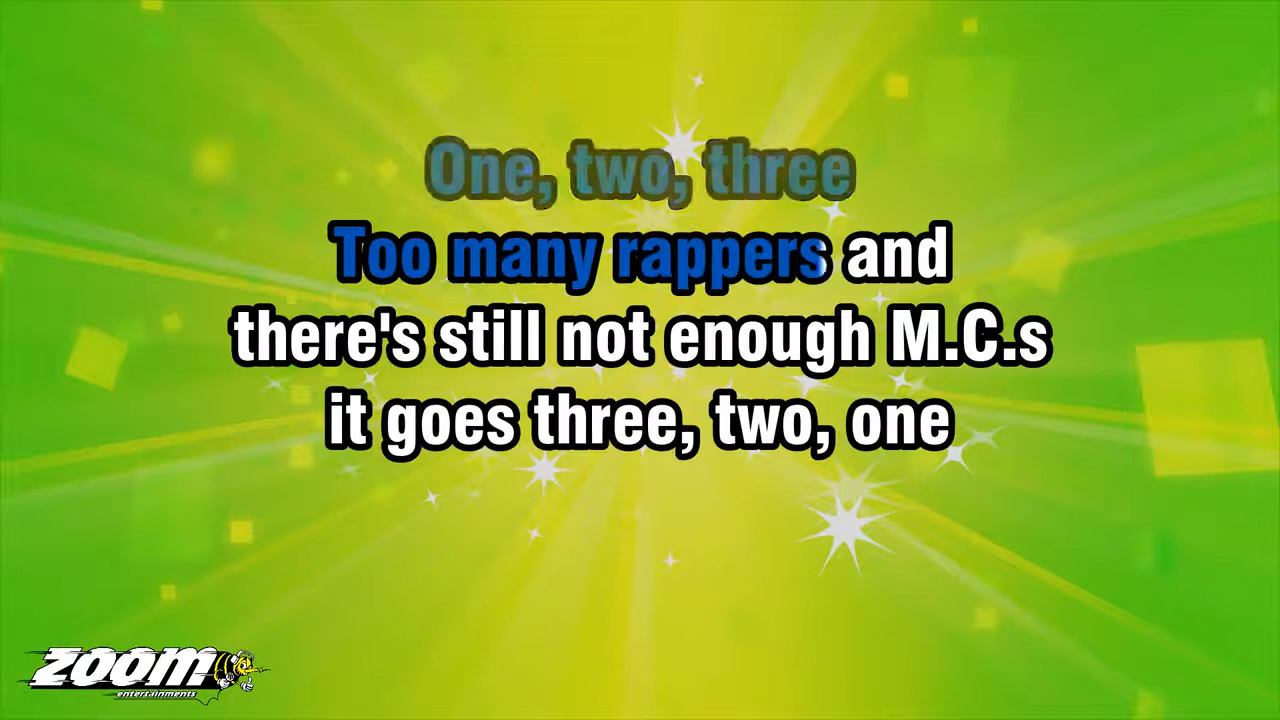 One, two, three
Too many rappers and
there's still not enough M.C.s
it goes three, two, one
zoom
entertainments